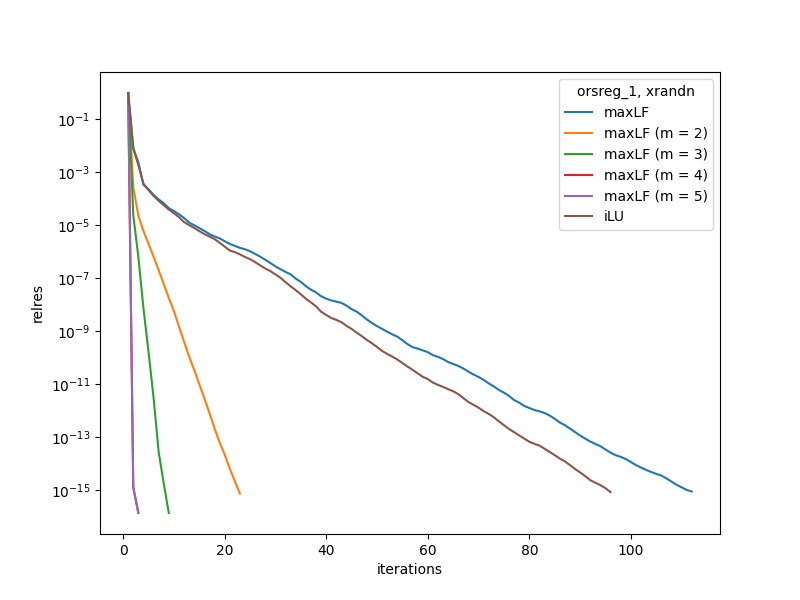 orsreg_1, xrandn
maxLF
maxLF (m = 2)
maxLF (m = 3)
maxLF (m = 4)
maxLF (m = 5)
iLU
relres
10⁻¹
10⁻³
10⁻⁵
10⁻⁷
10⁻⁹
10⁻¹¹
10⁻¹³
10⁻¹⁵
0 20 40 60 80 100
iterations